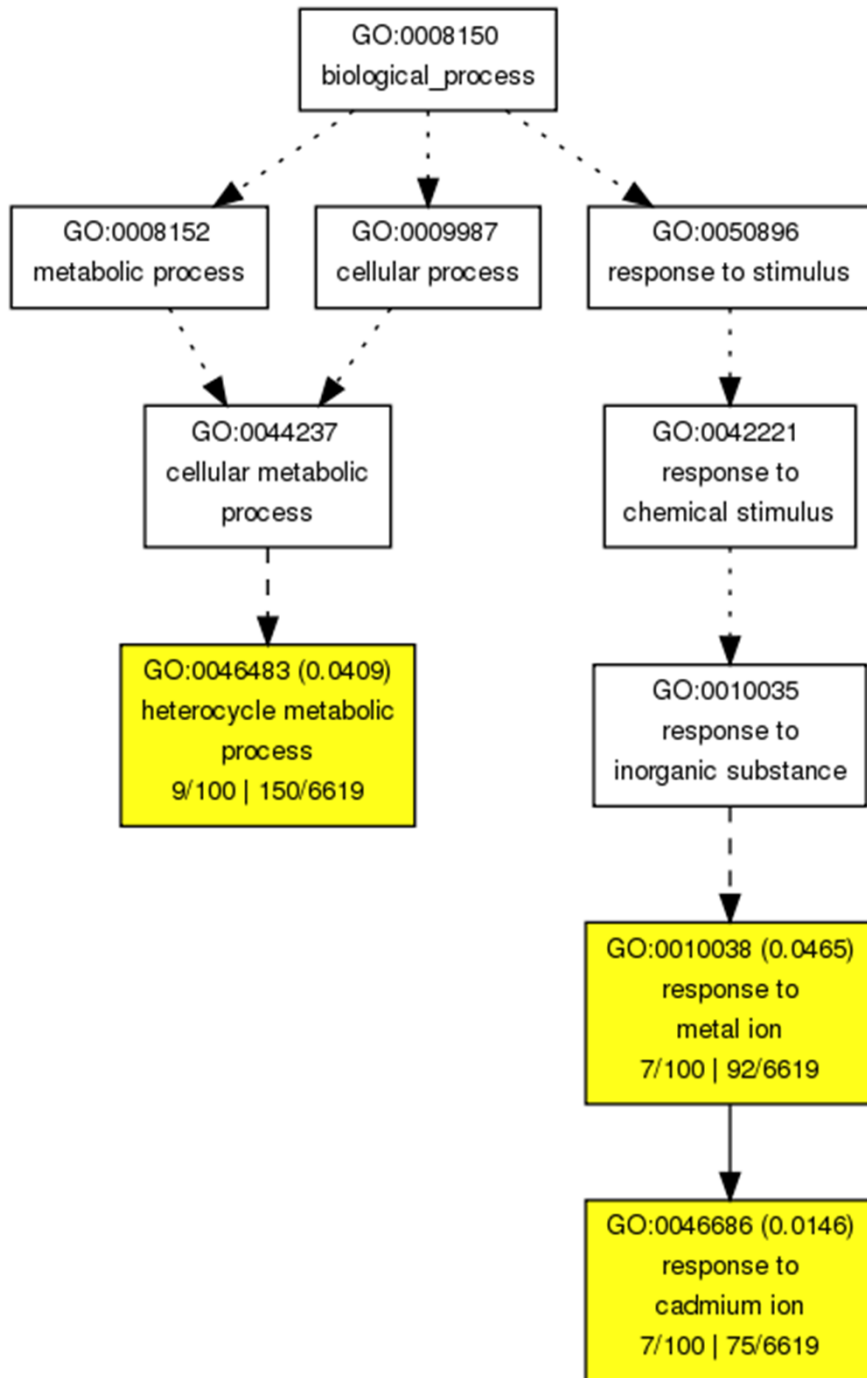 GO:0008150
biological_process
GO:0008152
metabolic process
GO:0009987
cellular process
GO:0050896
response to stimulus
GO:0044237
cellular metabolic
process
GO:0042221
response to
chemical stimulus
GO:0046483 (0.0409)
heterocycle metabolic
process
9/100 | 150/6619
GO:0010035
response to
inorganic substance
GO:0010038 (0.0465)
response to
metal ion
7/100 | 92/6619
GO:0046686 (0.0146)
response to
cadmium ion
7/100 | 75/6619